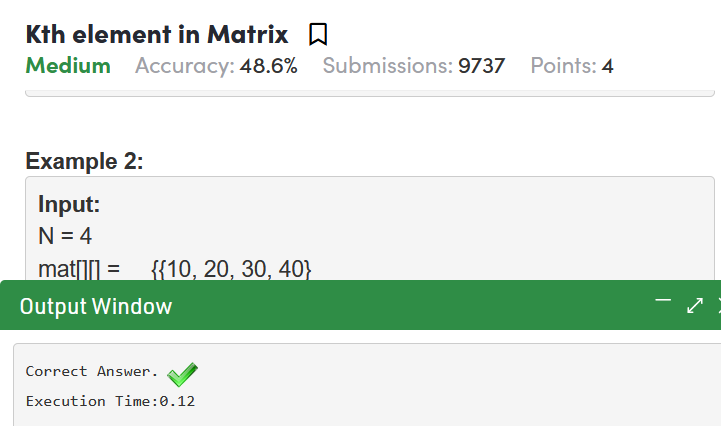 Kth element in Matrix
Medium Accuracy: 48.6% Submissions: 9737 Points: 4
Example 2:
Input:
N = 4
mat[][] = {{10, 20, 30, 40}
Output Window
Correct Answer.
Execution Time:0.12